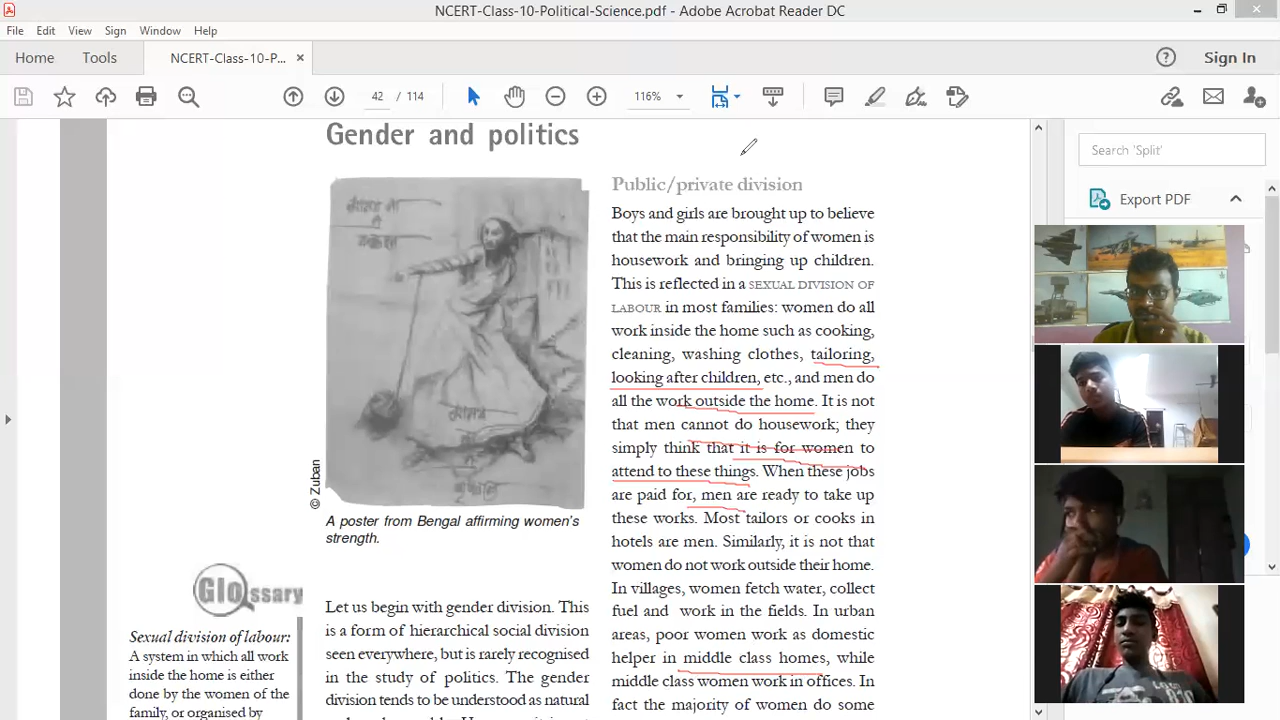 NCERT-Class-10-Political-Science.pdf - Adobe Acrobat Reader DC
File Edit View Sign Window Help
Home Tools NCERT-Class-10-P... × Sign In
42 / 114 116%
Gender and politics
Search 'Split'
Export PDF
© Zuban
A poster from Bengal affirming women's
strength.
Glossary
Sexual division of labour:
A system in which all work
inside the home is either
done by the women of the
family, or organised by
Let us begin with gender division. This
is a form of hierarchical social division
seen everywhere, but is rarely recognised
in the study of politics. The gender
division tends to be understood as natural
Public/private division
Boys and girls are brought up to believe
that the main responsibility of women is
housework and bringing up children.
This is reflected in a SEXUAL DIVISION OF
LABOUR in most families: women do all
work inside the home such as cooking,
cleaning, washing clothes, tailoring,
looking after children, etc., and men do
all the work outside the home. It is not
that men cannot do housework; they
simply think that it is for women to
attend to these things. When these jobs
are paid for, men are ready to take up
these works. Most tailors or cooks in
hotels are men. Similarly, it is not that
women do not work outside their home.
In villages, women fetch water, collect
fuel and work in the fields. In urban
areas, poor women work as domestic
helper in middle class homes, while
middle class women work in offices. In
fact the majority of women do some